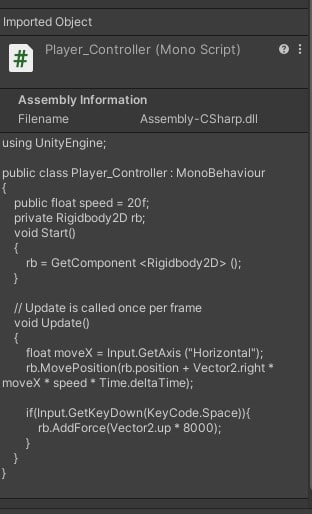 Imported Object
Player_Controller (Mono Script)
Assembly Information
Filename Assembly-CSharp.dll
using UnityEngine;
public class Player_Controller : MonoBehaviour
{
public float speed = 20f;
private Rigidbody2D rb;
void Start()
{
rb = GetComponent <Rigidbody2D> ();
}
// Update is called once per frame
void Update()
{
float moveX = Input.GetAxis ("Horizontal");
rb.MovePosition(rb.position + Vector2.right *
moveX * speed * Time.deltaTime);
if(Input.GetKeyDown(KeyCode.Space)){
rb.AddForce(Vector2.up * 8000);
}
}
}